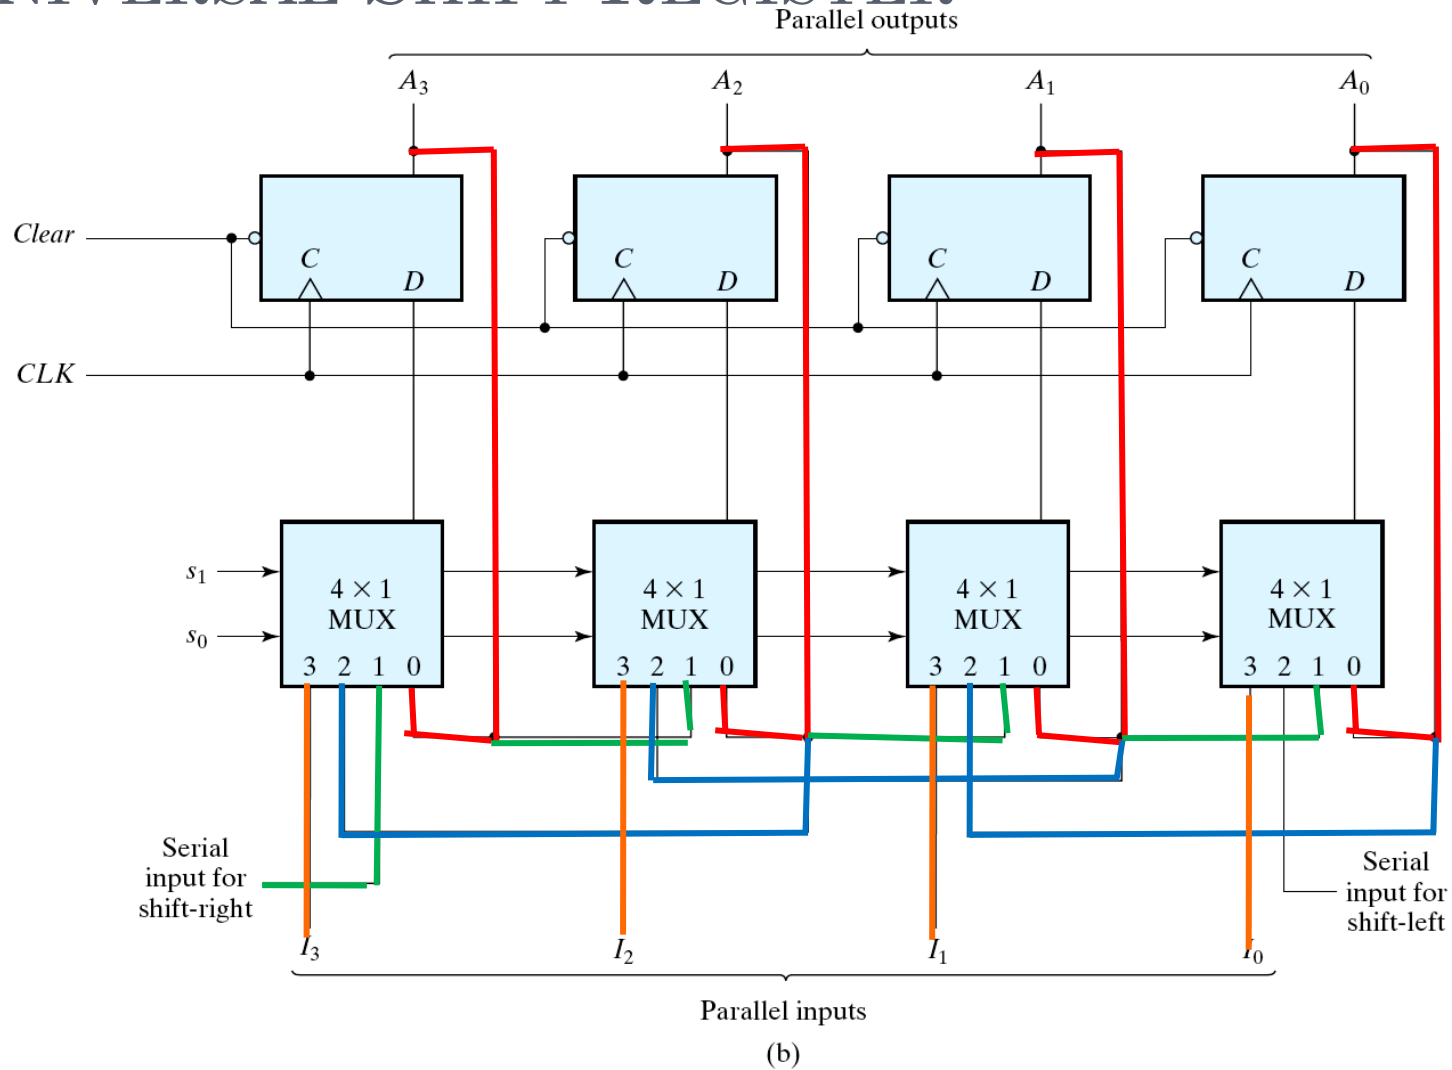 Parallel outputs
A3 A2 A1 A0
Clear
C D C D C D C D
CLK
s1
4 × 1 MUX
4 × 1 MUX
4 × 1 MUX
4 × 1 MUX
s0
3 2 1 0 3 2 1 0 3 2 1 0 3 2 1 0
Serial
input for
shift-right
Serial
input for
shift-left
I3 I2 I1 I0
Parallel inputs
(b)